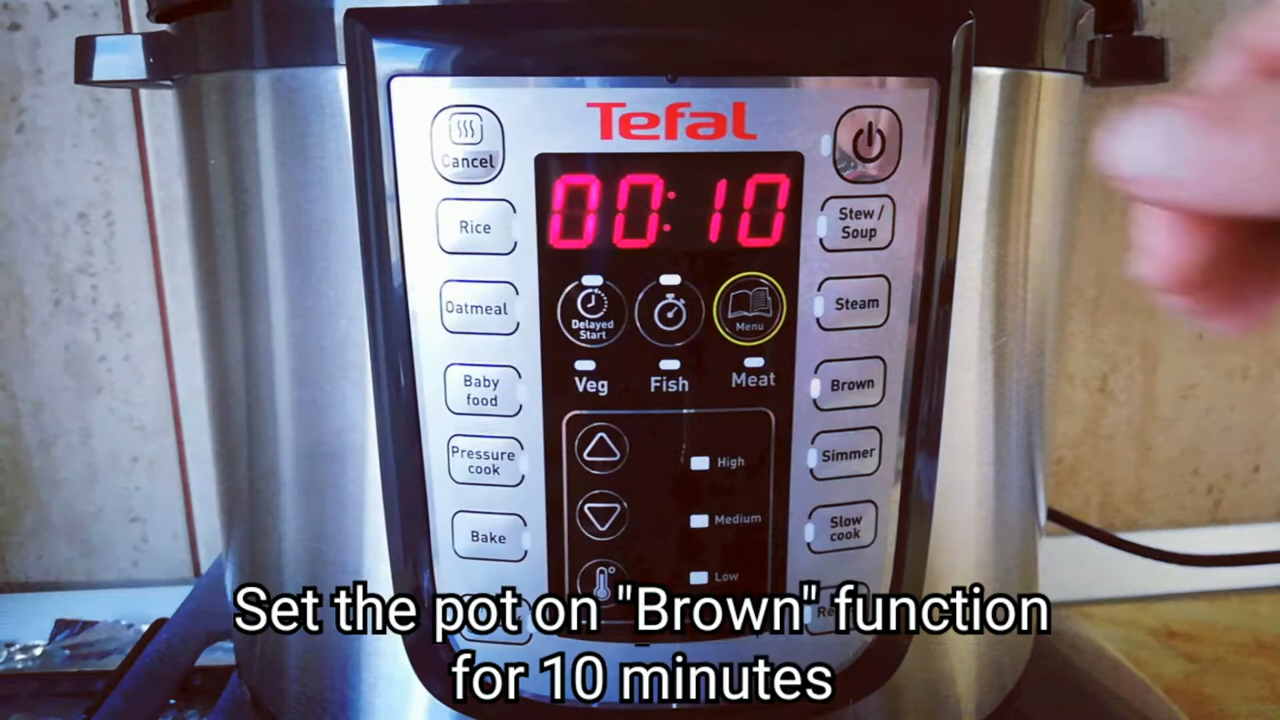 Tefal
Cancel
00:10
Rice
Stew /
Soup
Oatmeal
Delayed
Start
Menu
Steam
Baby
food
Veg
Fish
Meat
Brown
Pressure
cook
High
Simmer
Bake
Medium
Slow
cook
Low
Set the pot on "Brown" function
for 10 minutes